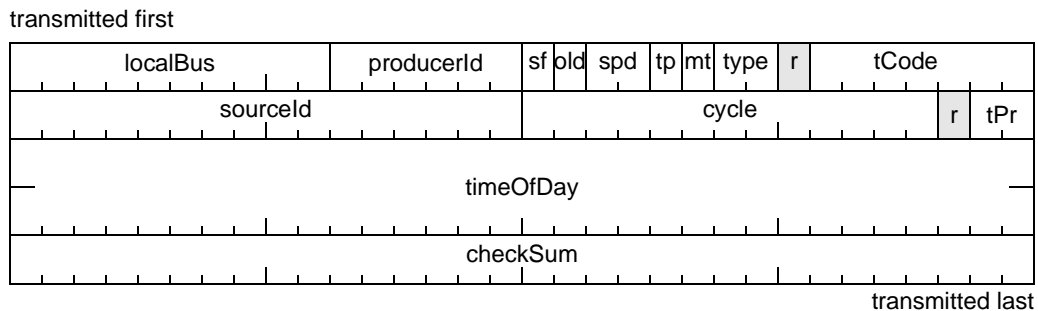 transmitted first
localBus producerId sf old spd tp mt type r tCode
sourceId cycle r tPr
timeOfDay
checkSum
transmitted last